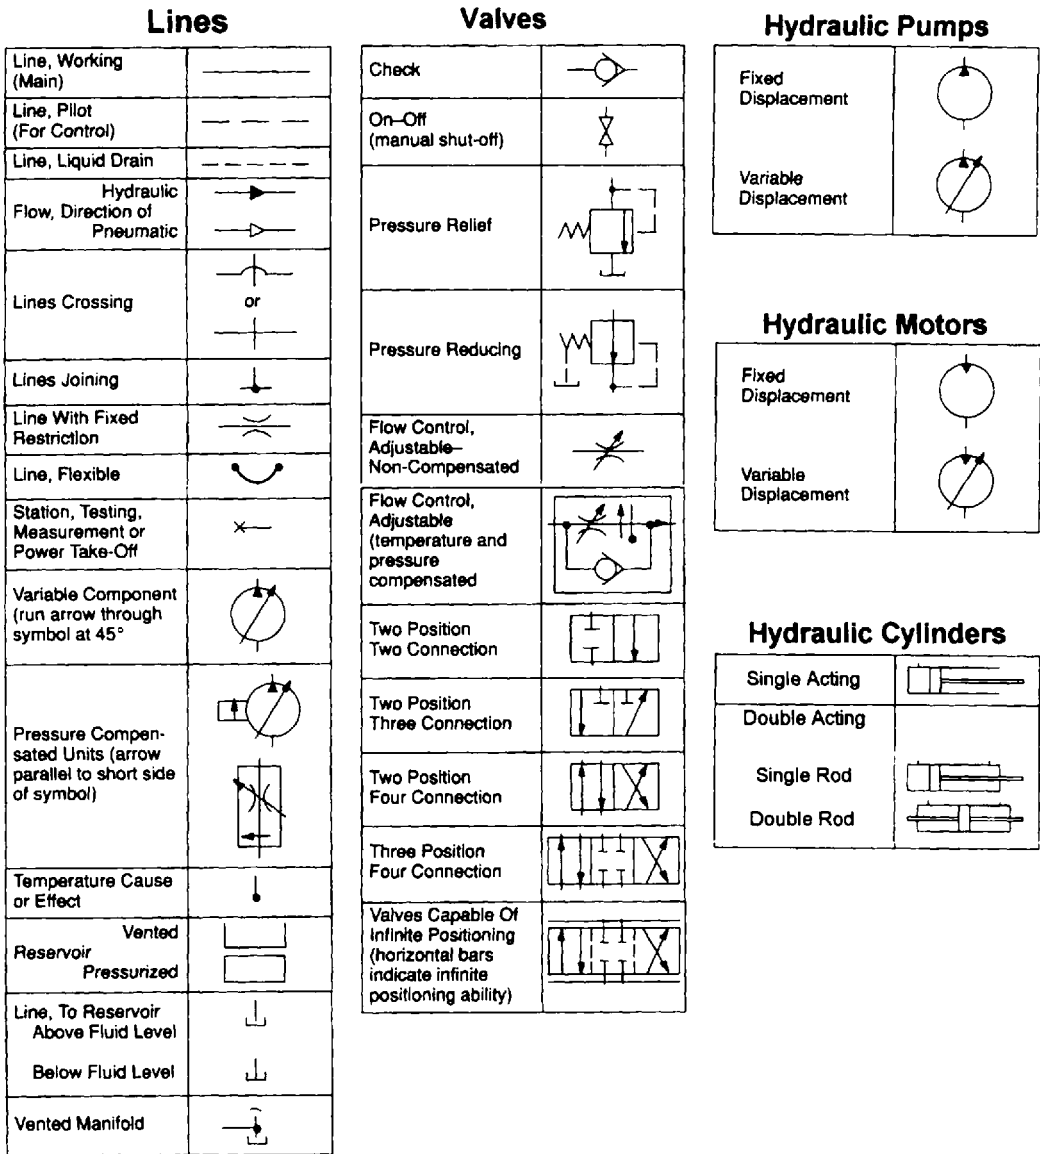 Lines
Line, Working
(Main)
Line, Pilot
(For Control)
Line, Liquid Drain
Hydraulic
Flow, Direction of
Pneumatic
Lines Crossing
or
Lines Joining
Line With Fixed
Restriction
Line, Flexible
Station, Testing,
Measurement or
Power Take-Off
Variable Component
(run arrow through
symbol at 45°
Pressure Compen-
sated Units (arrow
parallel to short side
of symbol)
Temperature Cause
or Effect
Vented
Reservoir
Pressurized
Line, To Reservoir
Above Fluid Level
Below Fluid Level
Vented Manifold
Valves
Check
On–Off
(manual shut-off)
Pressure Relief
Pressure Reducing
Flow Control,
Adjustable–
Non-Compensated
Flow Control,
Adjustable
(temperature and
pressure
compensated
Two Position
Two Connection
Two Position
Three Connection
Two Position
Four Connection
Three Position
Four Connection
Valves Capable Of
Infinite Positioning
(horizontal bars
indicate infinite
positioning ability)
Hydraulic Pumps
Fixed
Displacement
Variable
Displacement
Hydraulic Motors
Fixed
Displacement
Variable
Displacement
Hydraulic Cylinders
Single Acting
Double Acting
Single Rod
Double Rod